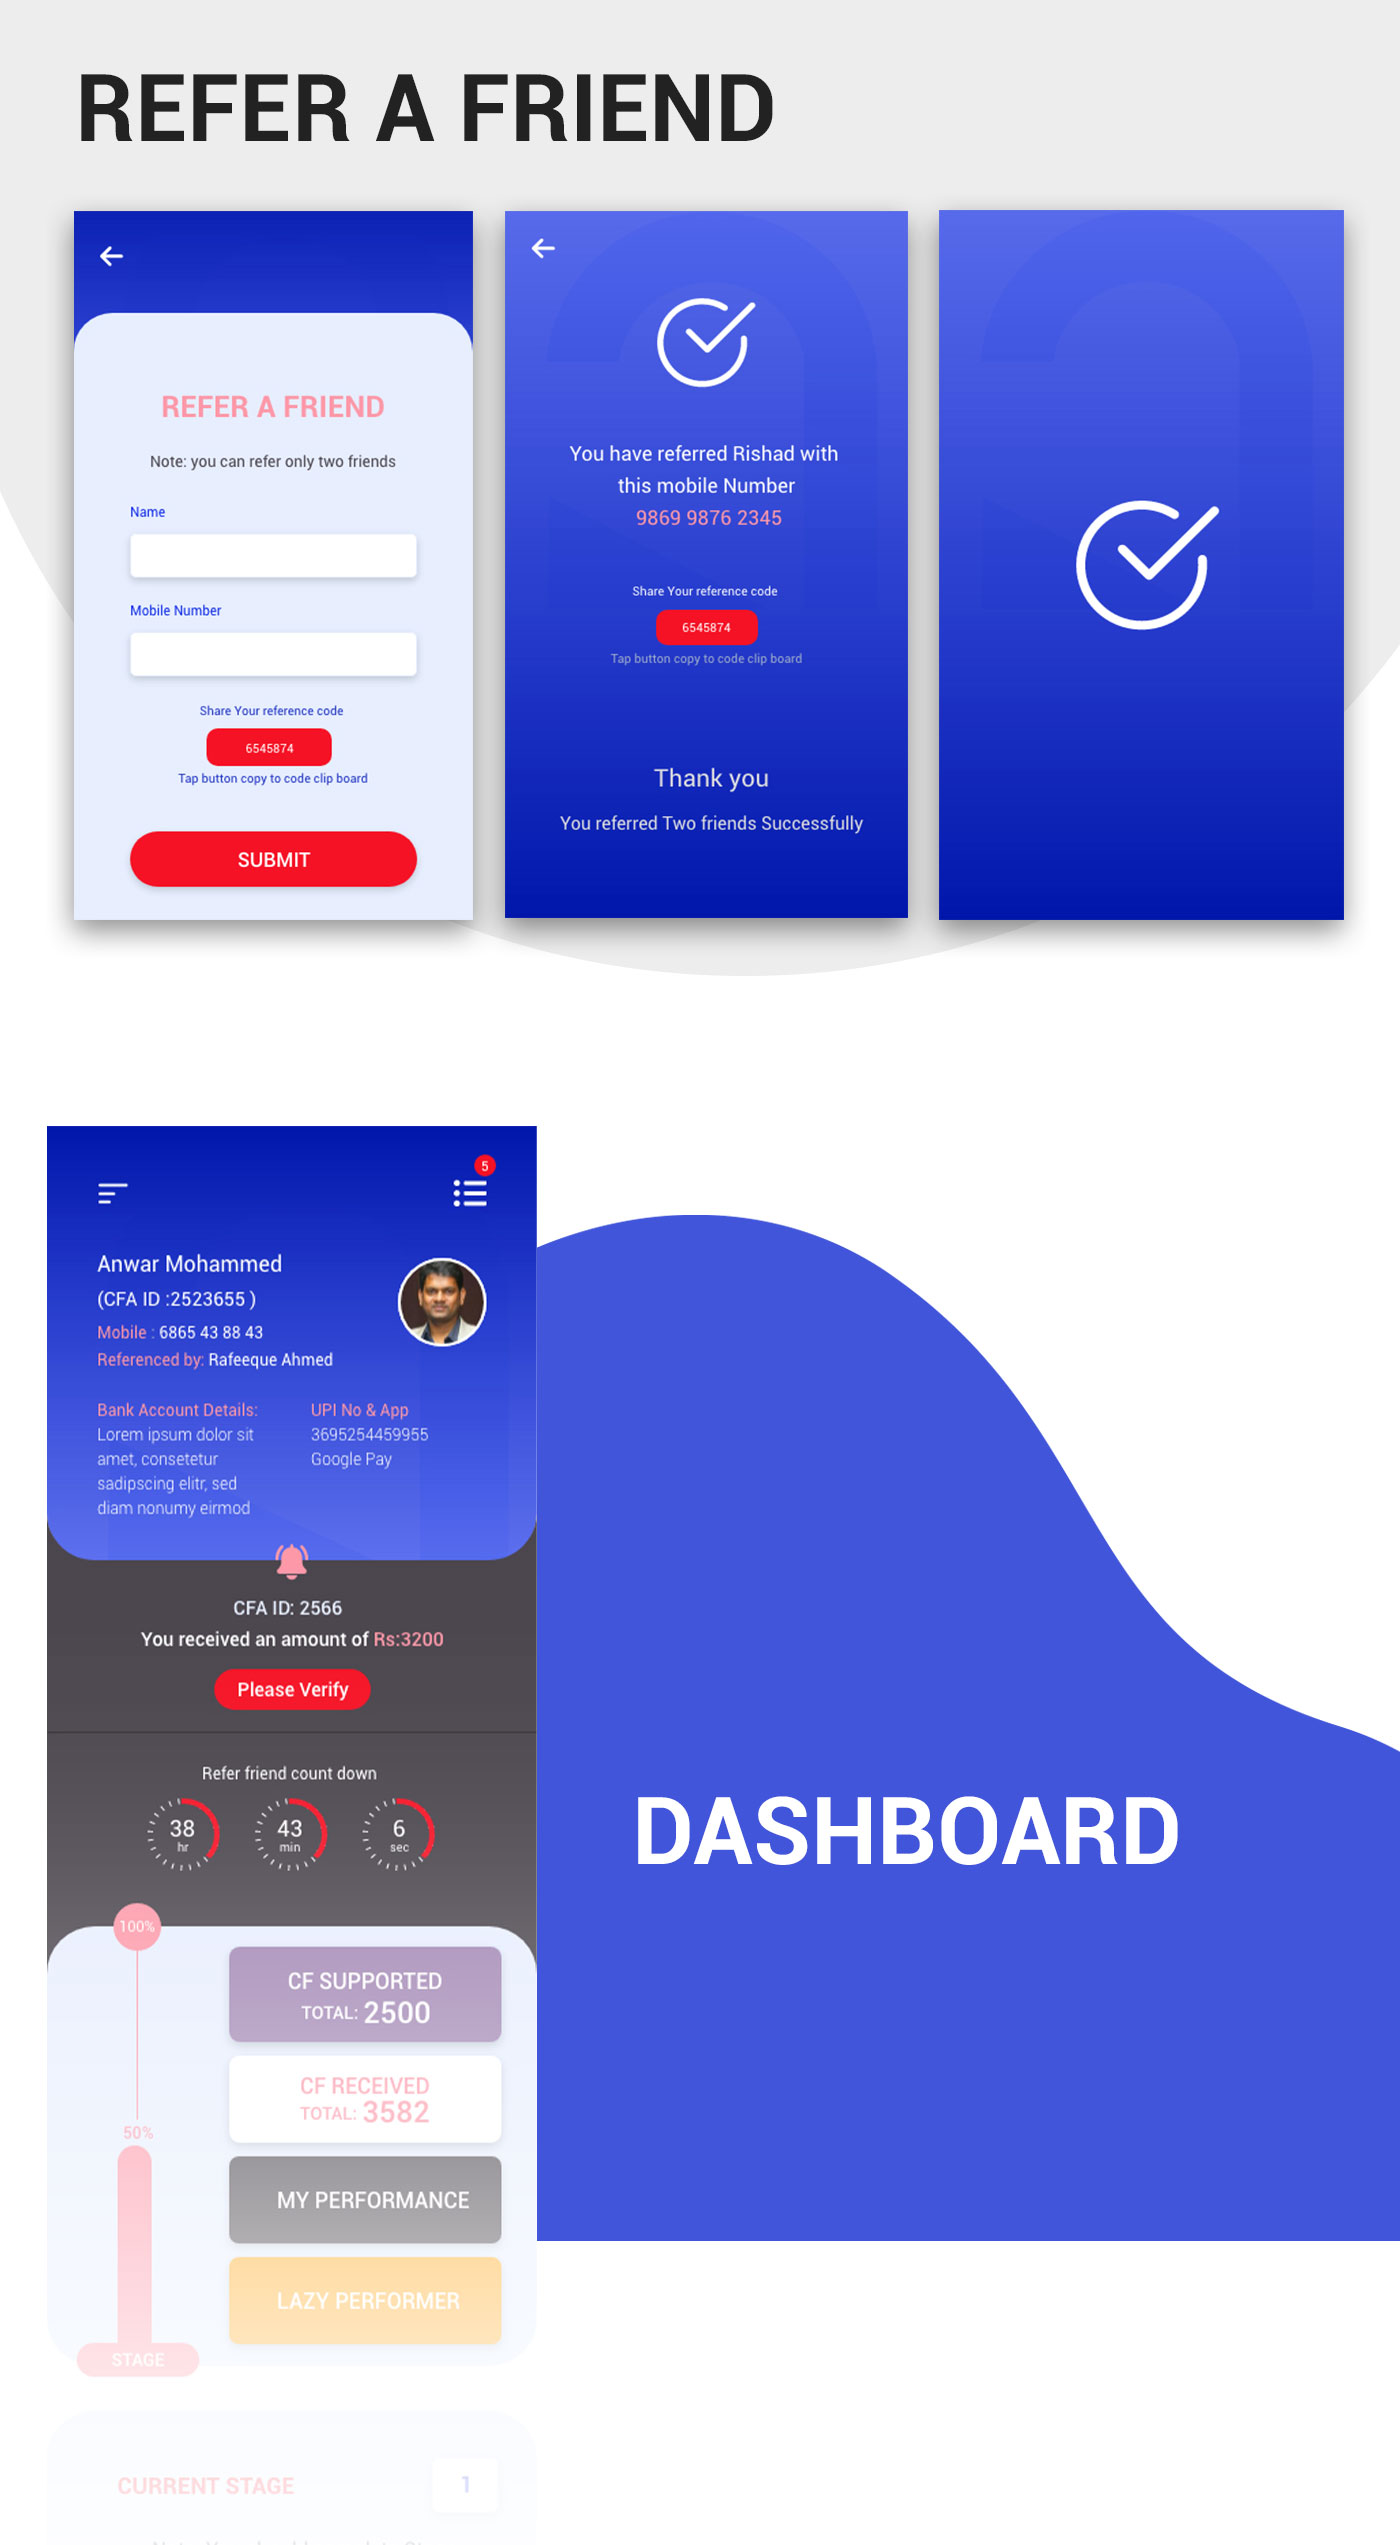 REFER A FRIEND
REFER A FRIEND
Note: you can refer only two friends
Name
Mobile Number
Share Your reference code
6545874
Tap button copy to code clip board
SUBMIT
You have referred Rishad with
this mobile Number
9869 9876 2345
Share Your reference code
6545874
Tap button copy to code clip board
Thank you
You referred Two friends Successfully
5
Anwar Mohammed
(CFA ID :2523655 )
Mobile : 6865 43 88 43
Referenced by: Rafeeque Ahmed
Bank Account Details:
Lorem ipsum dolor sit
amet, consetetur
sadipscing elitr, sed
diam nonumy eirmod
UPI No & App
3695254459955
Google Pay
CFA ID: 2566
You received an amount of Rs:3200
Please Verify
Refer friend count down
38
hr
43
min
6
sec
DASHBOARD
100%
50%
STAGE
CF SUPPORTED
TOTAL: 2500
CF RECEIVED
TOTAL: 3582
MY PERFORMANCE
LAZY PERFORMER
CURRENT STAGE
1